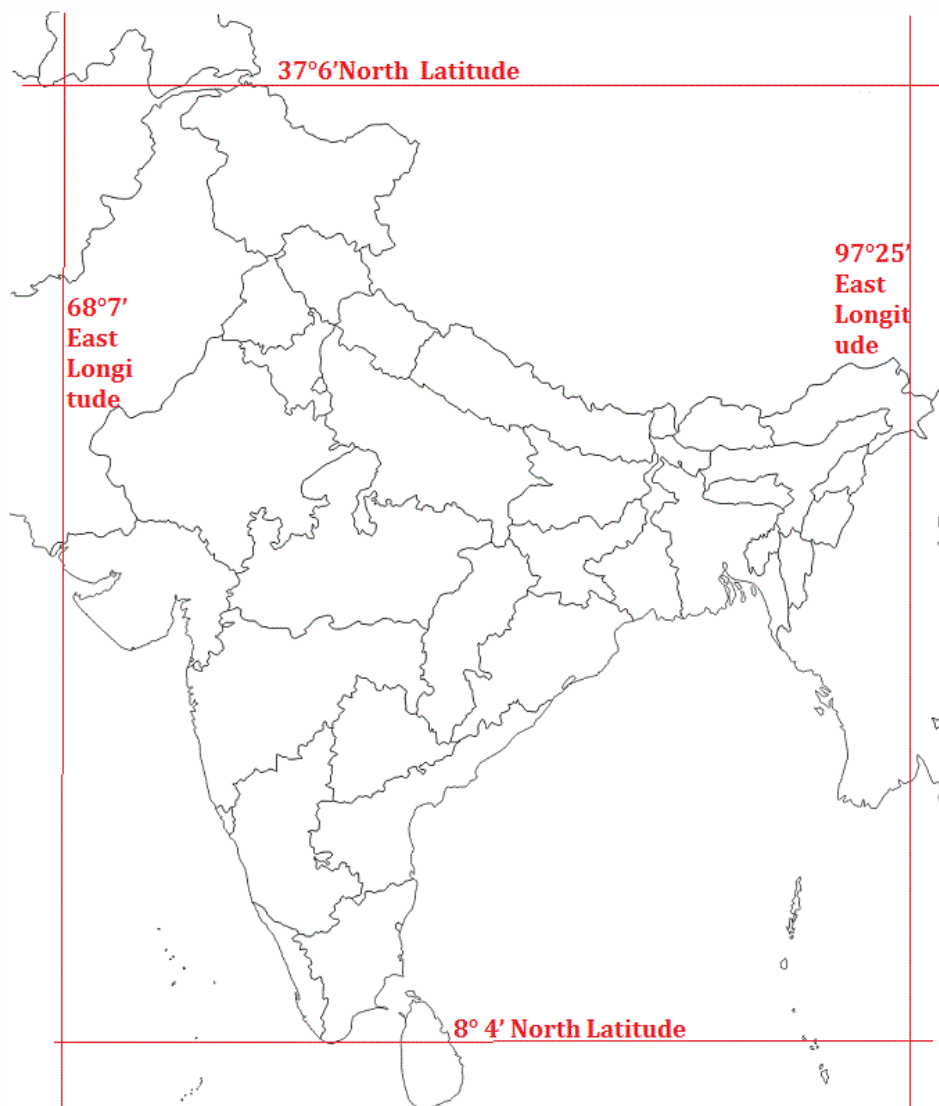 37°6’North Latitude
97°25’
East
Longit
ude
68°7’
East
Longi
tude
8° 4’ North Latitude